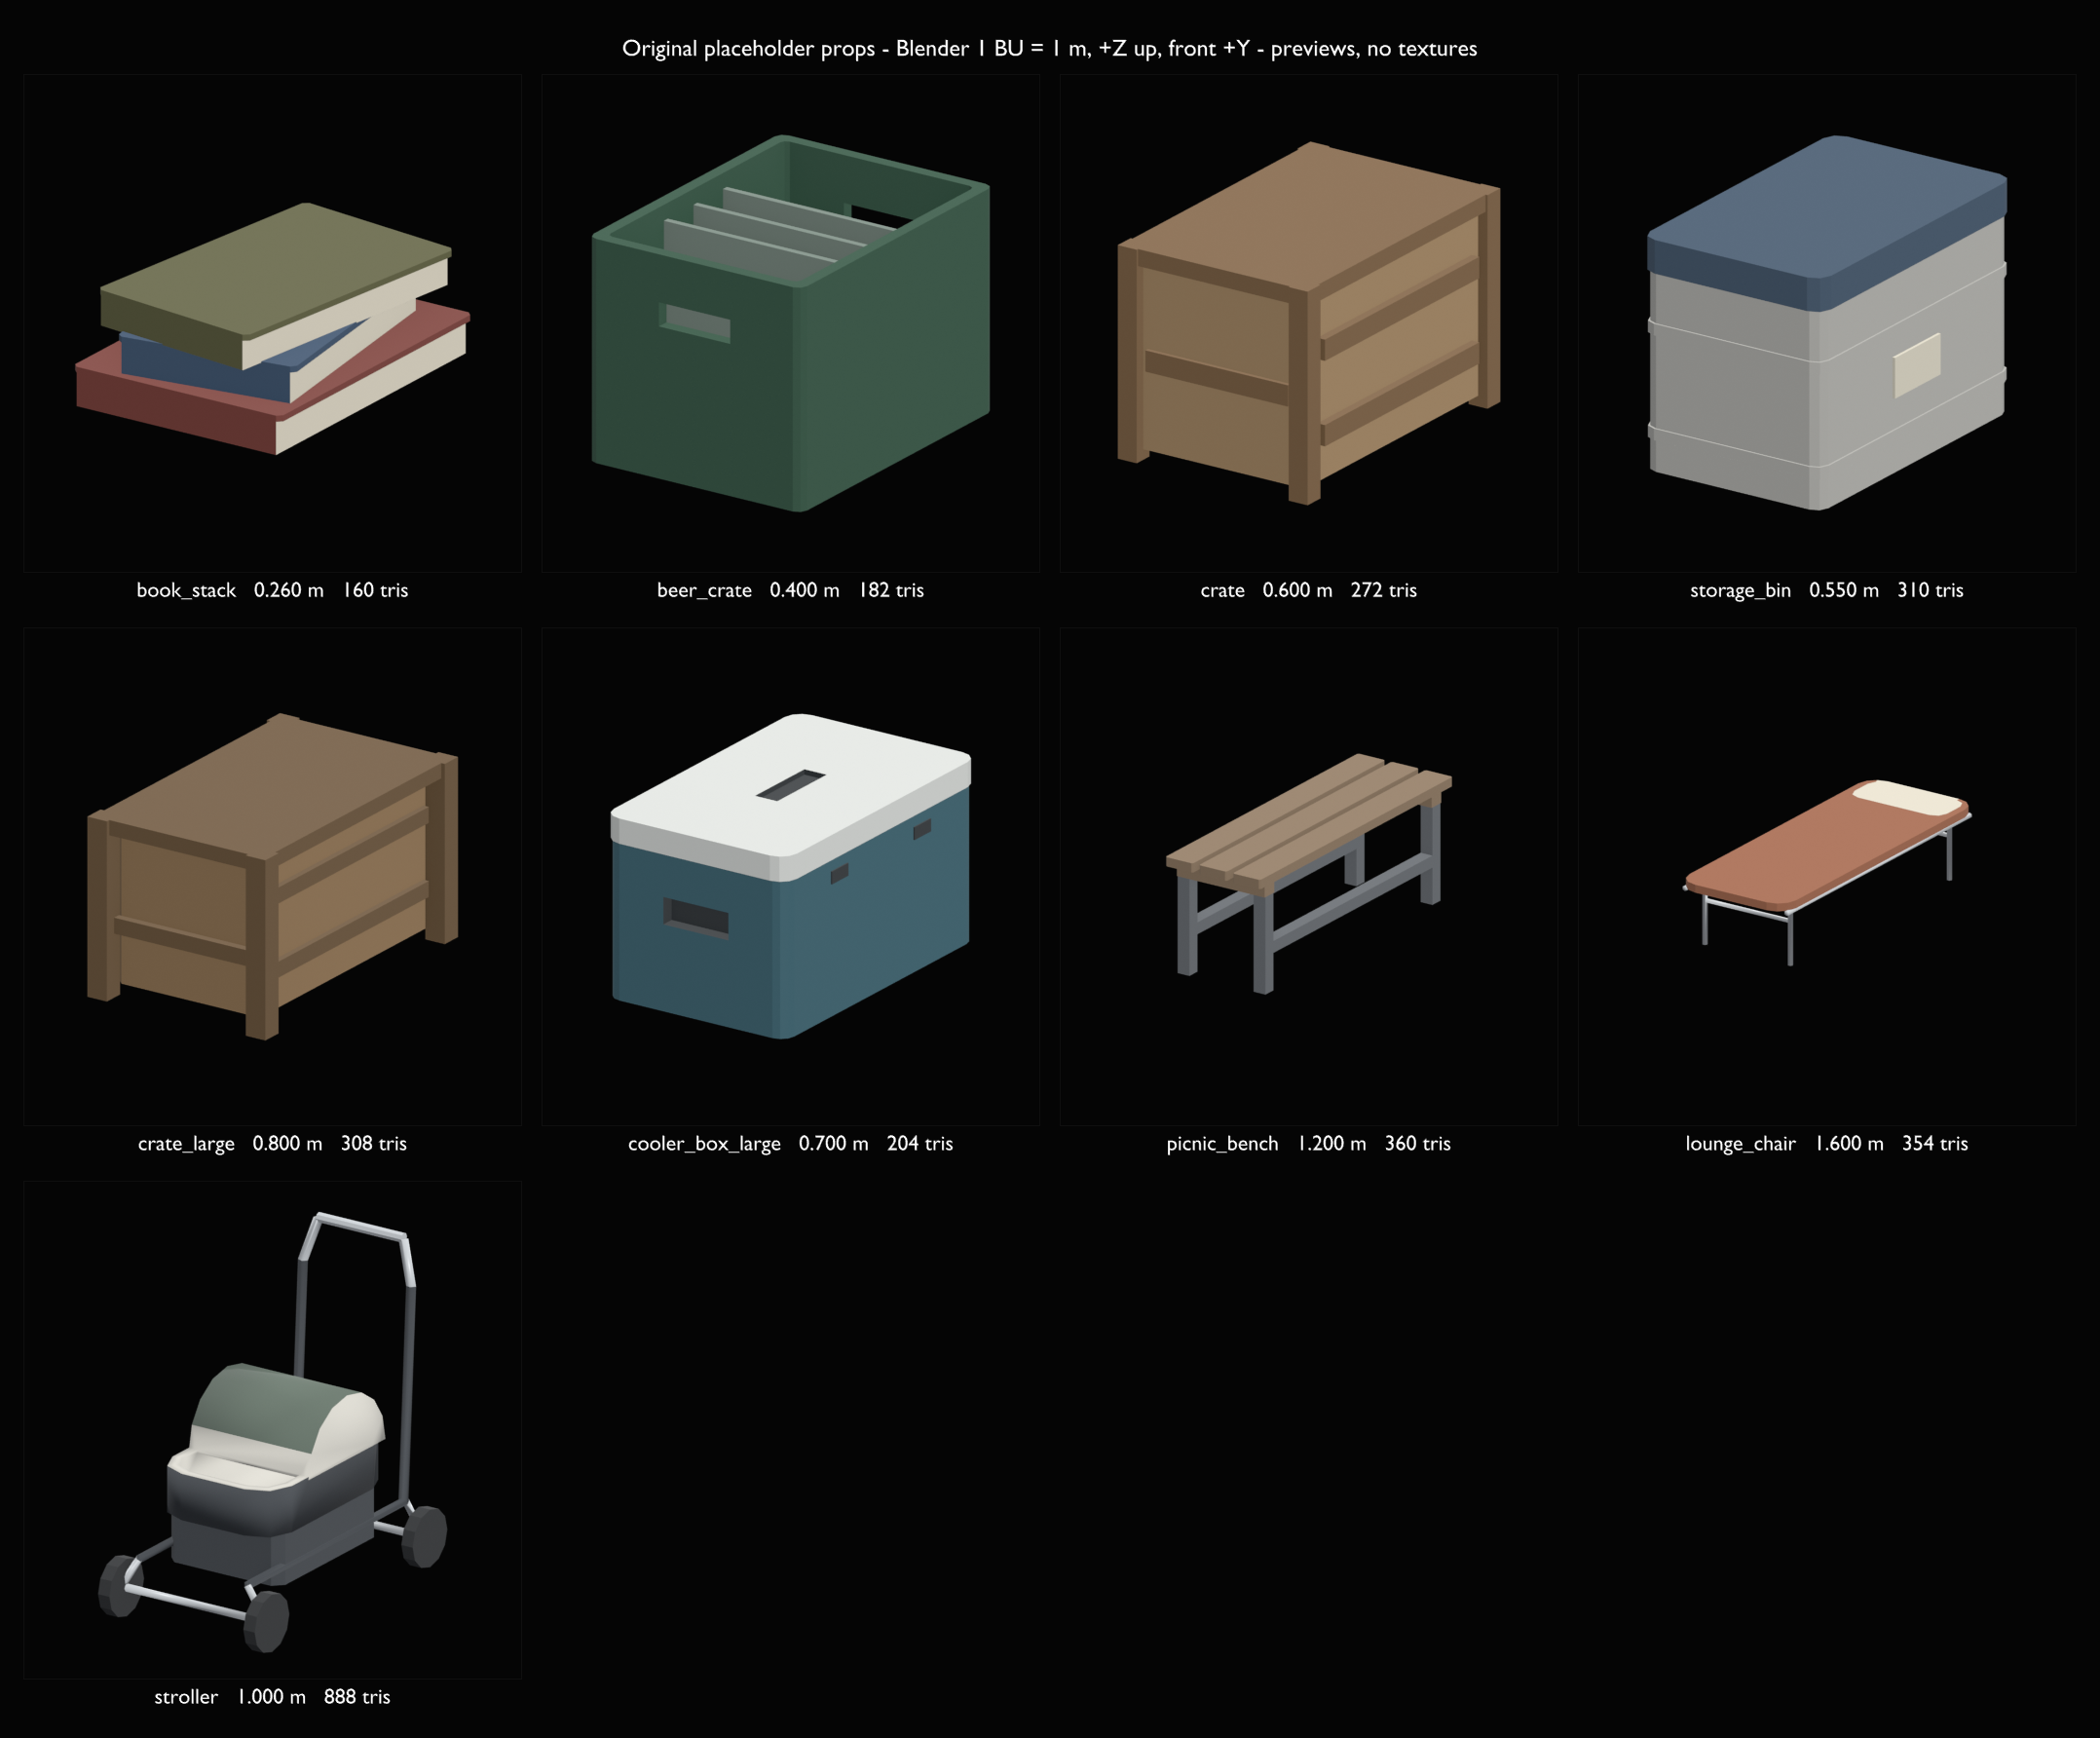 Original placeholder props - Blender 1 BU = 1 m, +Z up, front +Y - previews, no textures
book_stack 0.260 m 160 tris
beer_crate 0.400 m 182 tris
crate 0.600 m 272 tris
storage_bin 0.550 m 310 tris
crate_large 0.800 m 308 tris
cooler_box_large 0.700 m 204 tris
picnic_bench 1.200 m 360 tris
lounge_chair 1.600 m 354 tris
stroller 1.000 m 888 tris